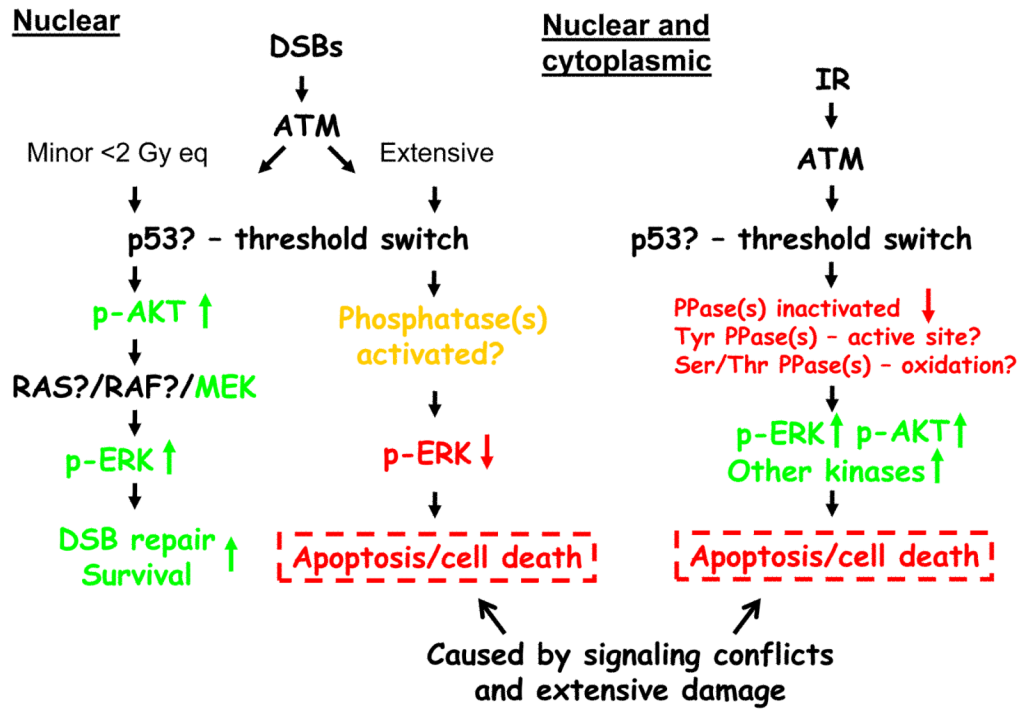 Nuclear
DSBs
ATM
Minor <2 Gy eq
Extensive
p53? – threshold switch
p-AKT ↑
Phosphatase(s)
activated?
RAS?/RAF?/MEK
p-ERK ↑
p-ERK ↓
DSB repair ↑
Survival
Apoptosis/cell death
Nuclear and
cytoplasmic
IR
ATM
p53? – threshold switch
PPase(s) inactivated ↓
Tyr PPase(s) – active site?
Ser/Thr PPase(s) – oxidation?
p-ERK ↑ p-AKT ↑
Other kinases ↑
Apoptosis/cell death
Caused by signaling conflicts
and extensive damage